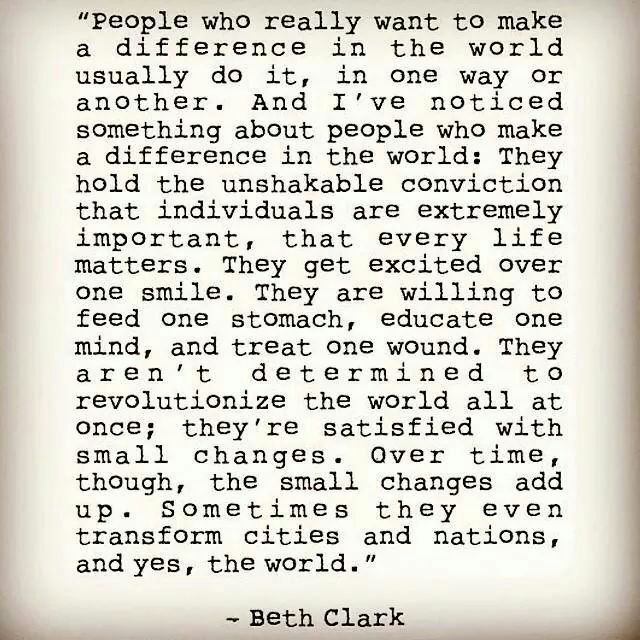 "People who really want to make
a difference in the world
usually do it, in one way or
another. And I've noticed
something about people who make
a difference in the world: They
hold the unshakable conviction
that individuals are extremely
important, that every life
matters. They get excited over
one smile. They are willing to
feed one stomach, educate one
mind, and treat one wound. They
aren't determined to
revolutionize the world all at
once; they're satisfied with
small changes. Over time,
though, the small changes add
up. Sometimes they even
transform cities and nations,
and yes, the world."
~ Beth Clark